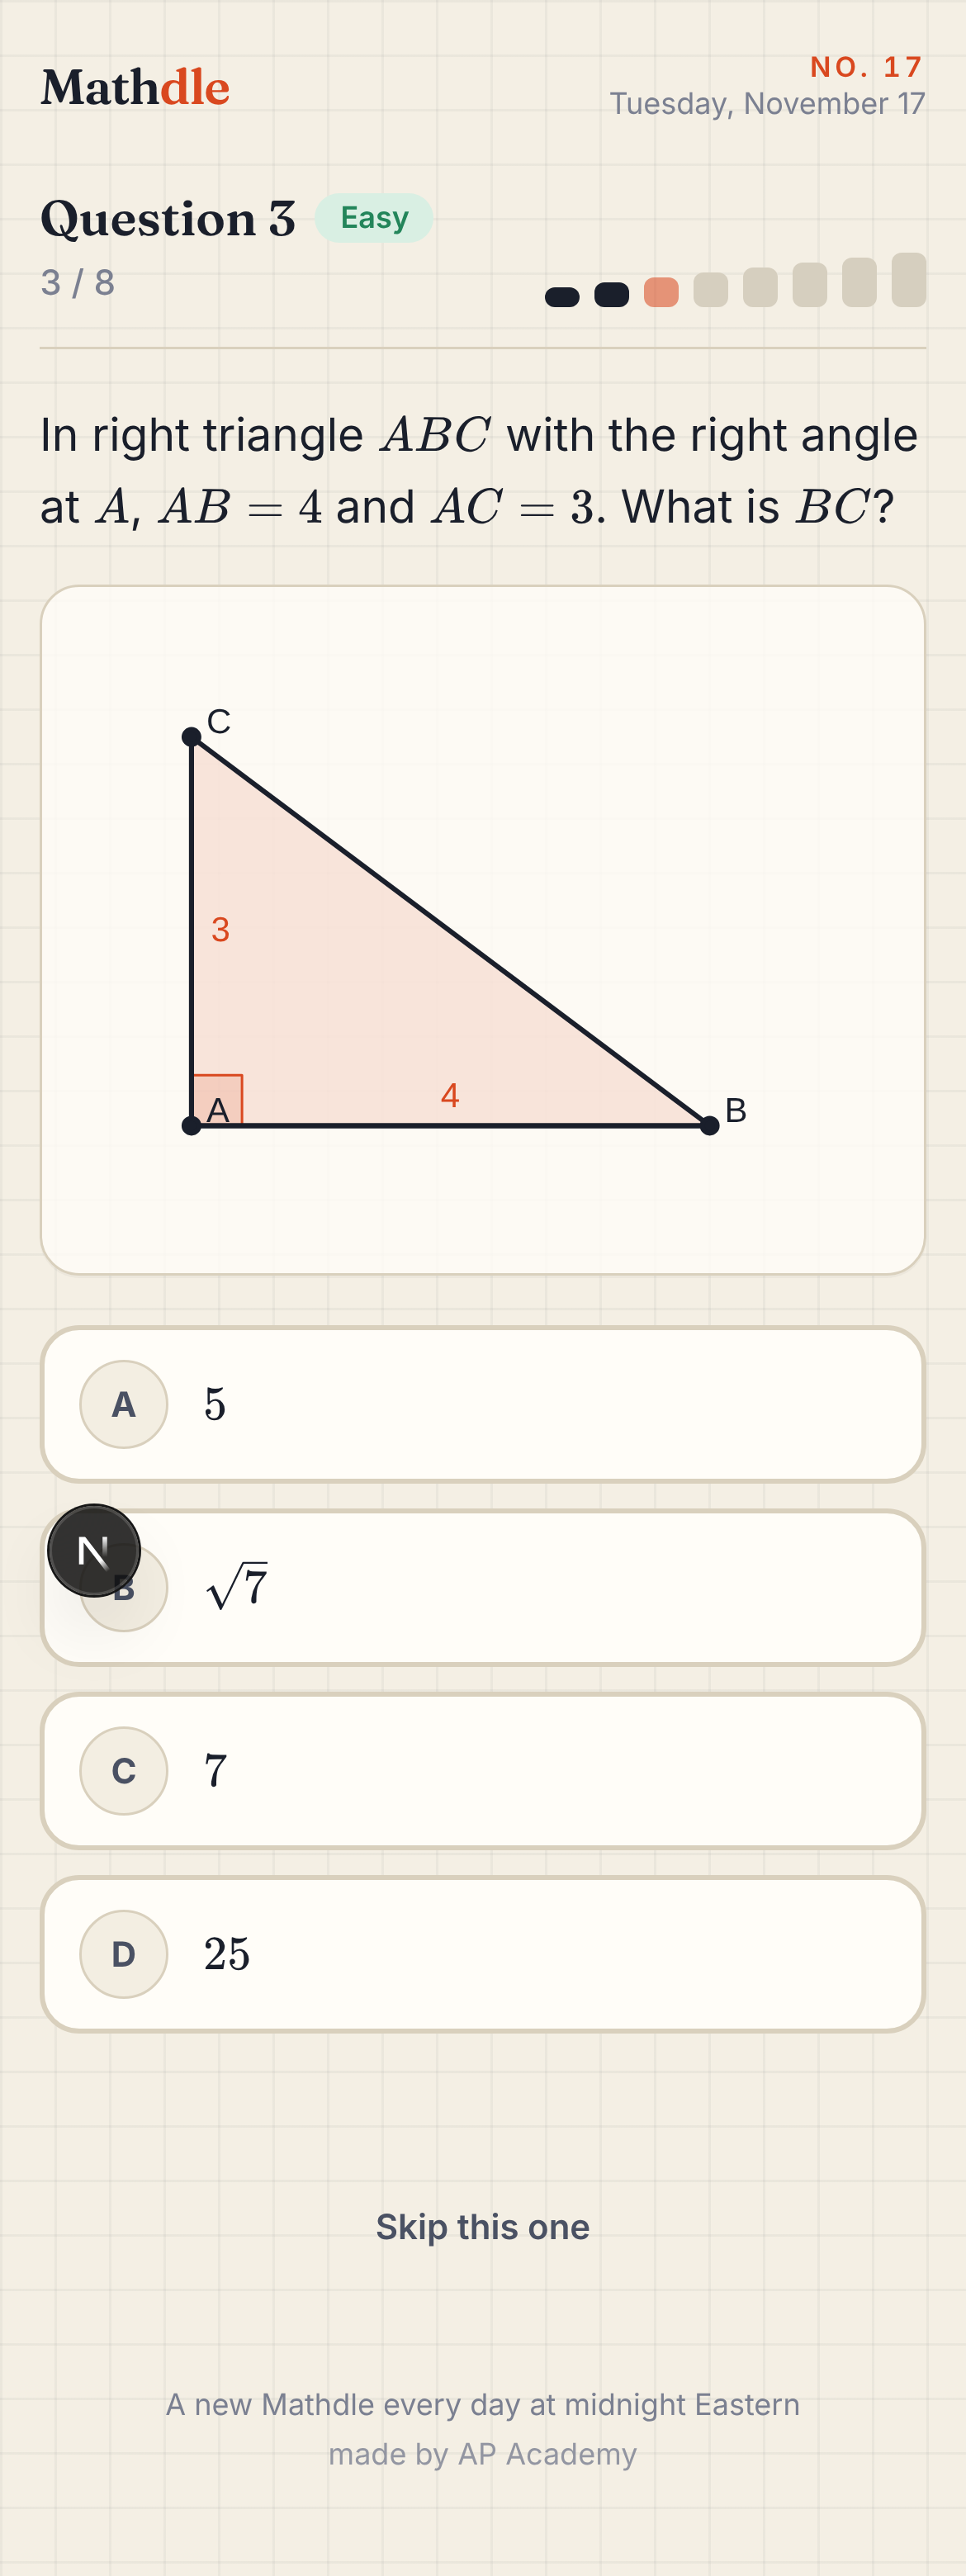 Mathdle
NO. 17
Tuesday, November 17
Question 3
Easy
3 / 8
In right triangle ABC with the right angle
at A, AB = 4 and AC = 3. What is BC?
C
3
A
4
B
A 5
N
B √7
C 7
D 25
Skip this one
A new Mathdle every day at midnight Eastern
made by AP Academy